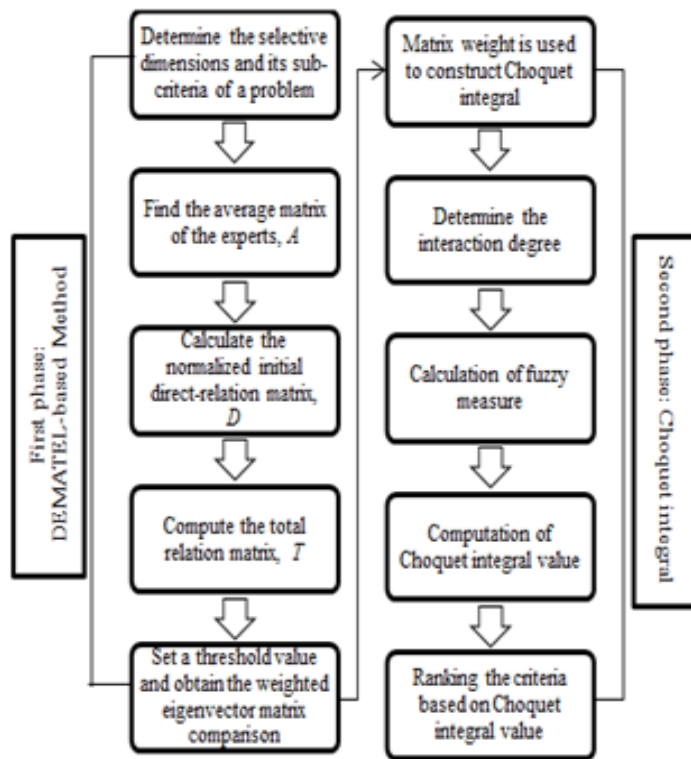 First phase:
DEMATEL-based Method
Determine the selective
dimensions and its sub-
criteria of a problem
Find the average matrix
of the experts, A
Calculate the
normalized initial
direct-relation matrix,
D
Compute the total
relation matrix, T
Set a threshold value
and obtain the weighted
eigenvector matrix
comparison
Matrix weight is used
to construct Choquet
integral
Determine the
interaction degree
Calculation of fuzzy
measure
Computation of
Choquet integral value
Ranking the criteria
based on Choquet
integral value
Second phase: Choquet
integral